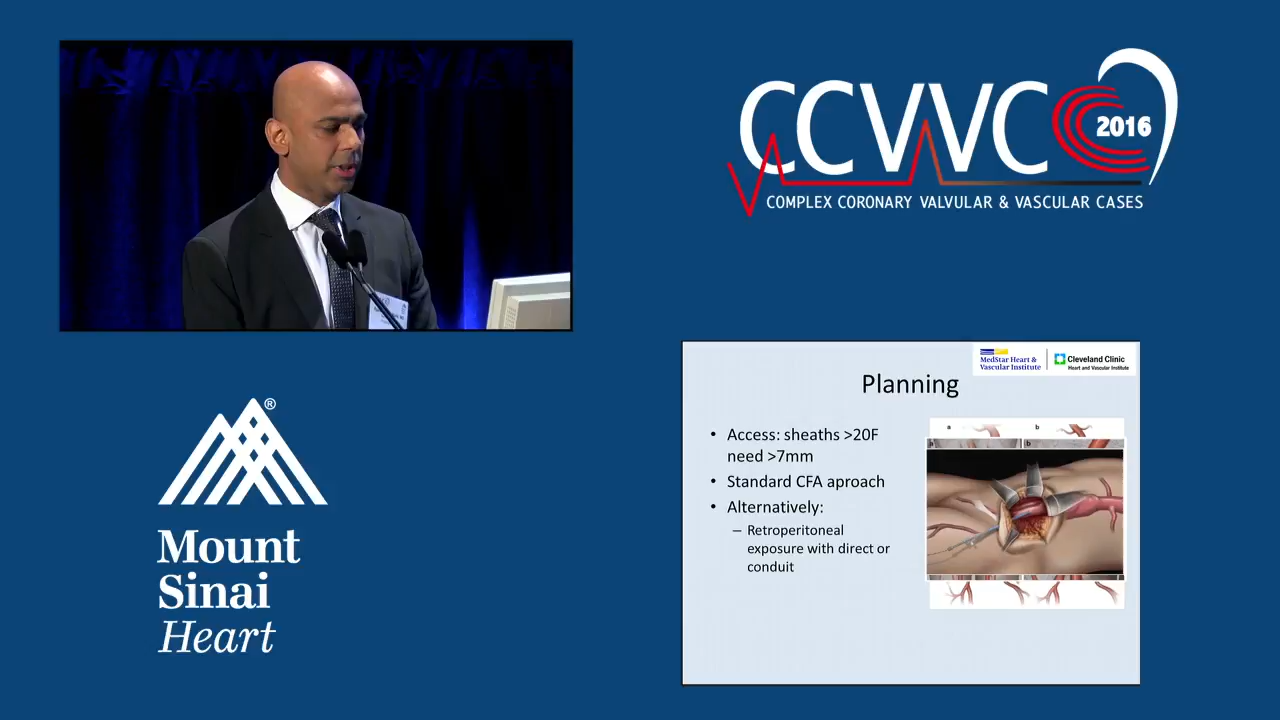 CCVVC
2016
COMPLEX CORONARY VALVULAR & VASCULAR CASES
®
Mount
Sinai
Heart
MedStar Heart &
Vascular Institute
Cleveland Clinic
Heart and Vascular Institute
Planning
• Access: sheaths >20F
need >7mm
• Standard CFA aproach
• Alternatively:
– Retroperitoneal
exposure with direct or
conduit
a b
a b